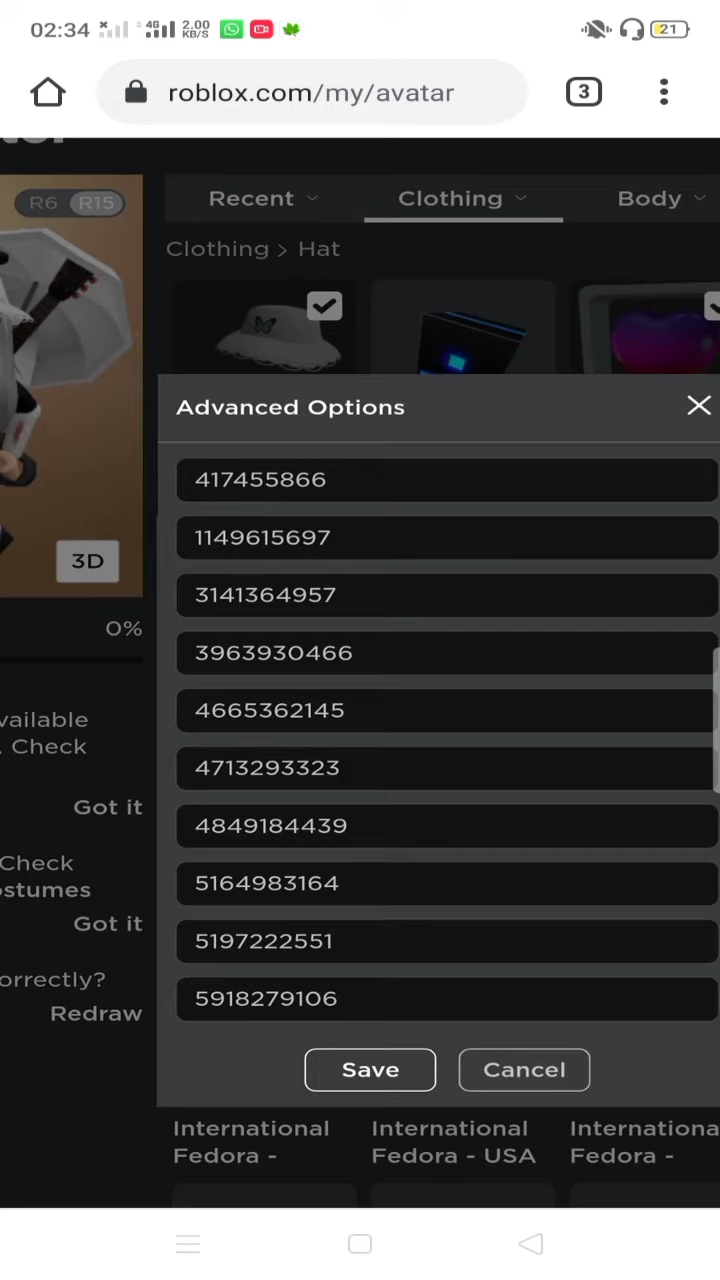 02:34 4G 2.00 KB/S 21
roblox.com/my/avatar 3
R6 R15
Recent Clothing Body
Clothing > Hat
Advanced Options
417455866
1149615697
3141364957
3963930466
4665362145
4713293323
4849184439
5164983164
5197222551
5918279106
Save Cancel
3D
0%
vailable
. Check
Got it
Check
ostumes
Got it
orrectly?
Redraw
International Fedora -
International Fedora - USA
Internationa Fedora -